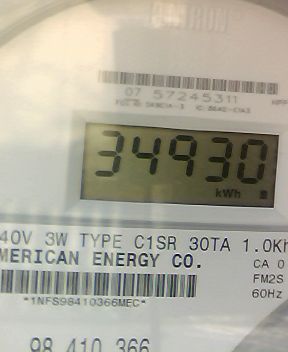 07 57245311
34930
kWh
40V 3W TYPE C1SR 30TA 1.0Kh
MERICAN ENERGY CO.
CA 0
FM2S
60Hz
*1NFS98410366MEC*
98 410 366